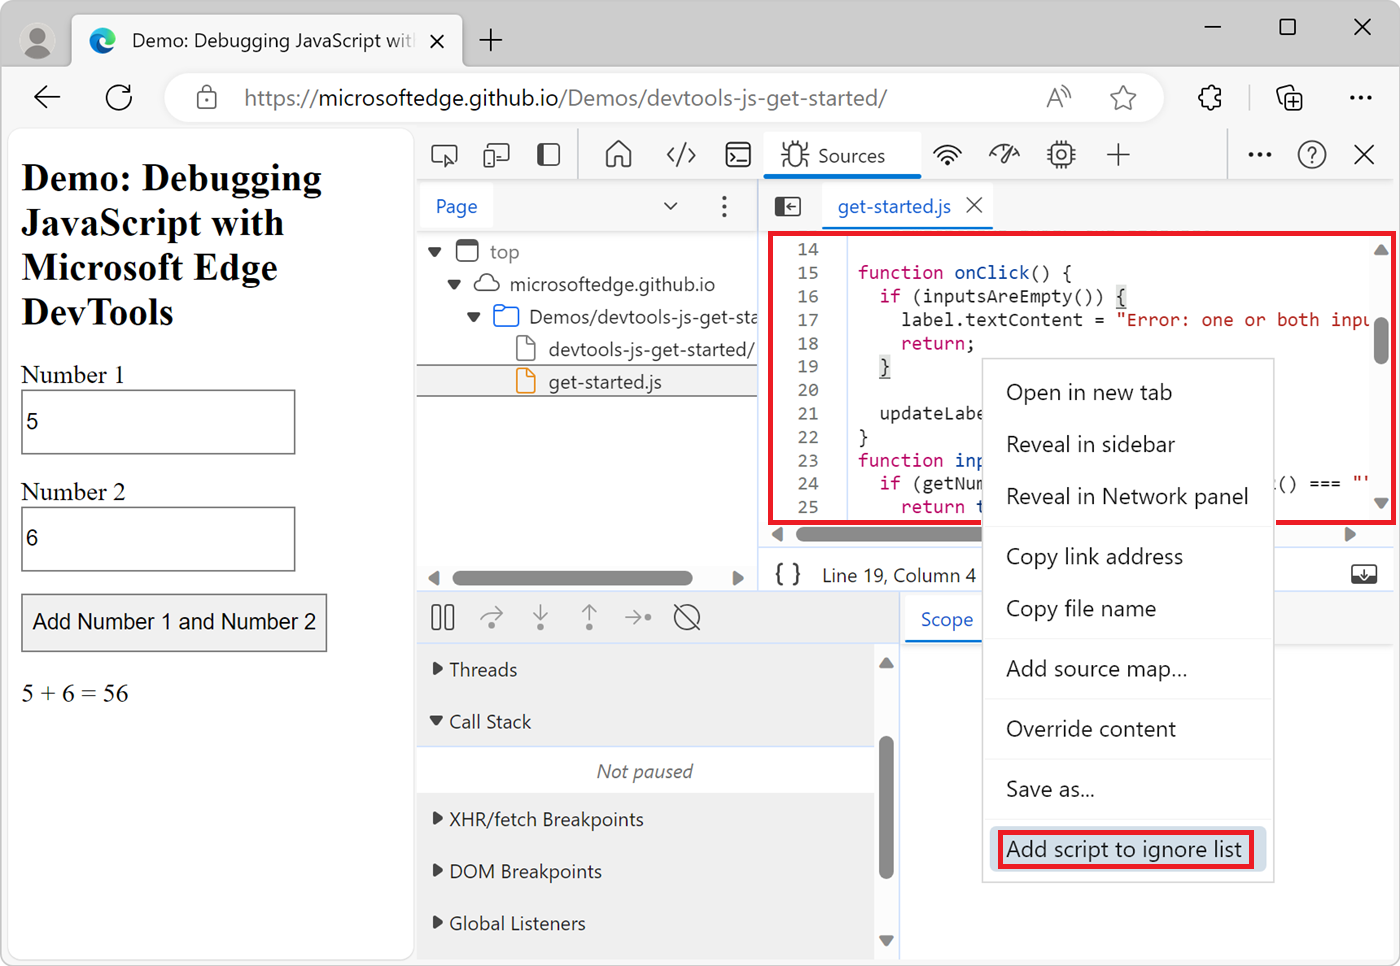 Demo: Debugging JavaScript wit
https://microsoftedge.github.io/Demos/devtools-js-get-started/
Demo: Debugging
JavaScript with
Microsoft Edge
DevTools
Number 1
5
Number 2
6
Add Number 1 and Number 2
5 + 6 = 56
Sources
Page
top
microsoftedge.github.io
Demos/devtools-js-get-sta
devtools-js-get-started/
get-started.js
get-started.js
14
15 function onClick() {
16 if (inputsAreEmpty()) {
17 label.textContent = "Error: one or both inpu
18 return;
19 }
20
21 updateLabe
22 }
23 function inp
24 if (getNum () === "'
25 return t
{ } Line 19, Column 4
Threads
Call Stack
Not paused
XHR/fetch Breakpoints
DOM Breakpoints
Global Listeners
Scope
Open in new tab
Reveal in sidebar
Reveal in Network panel
Copy link address
Copy file name
Add source map...
Override content
Save as...
Add script to ignore list